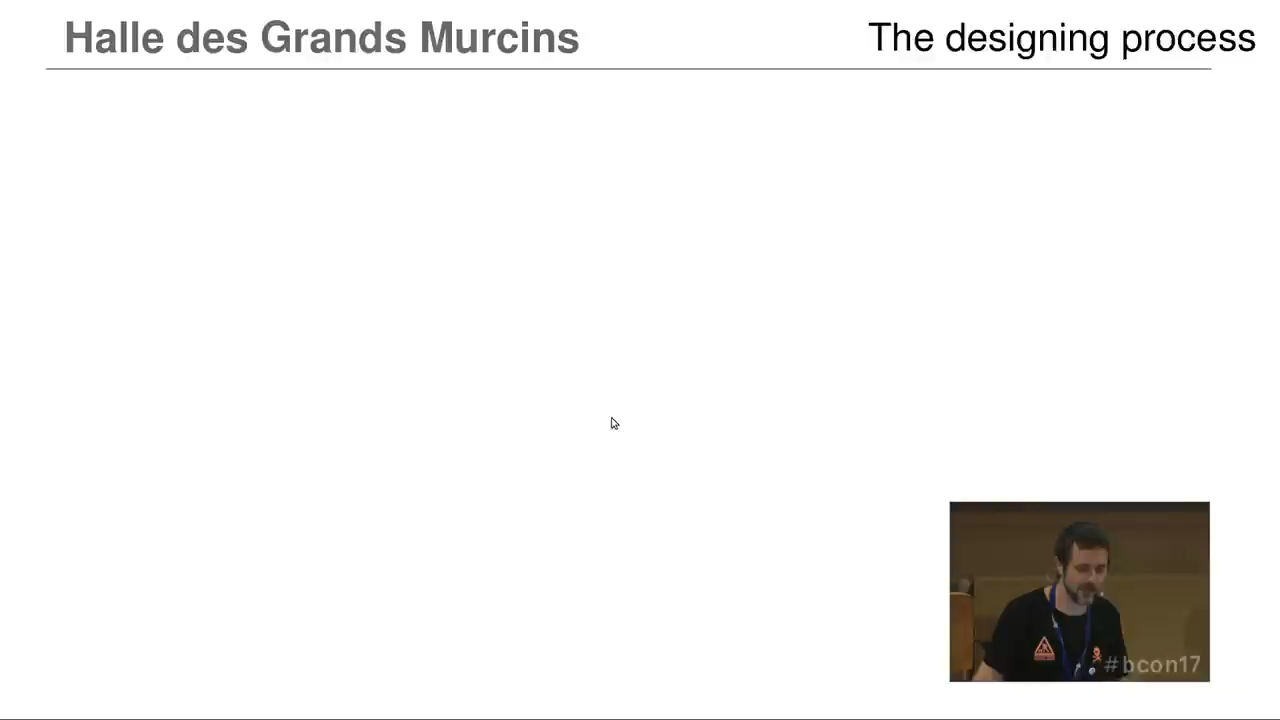 Halle des Grands Murcins
The designing process
#bcon17